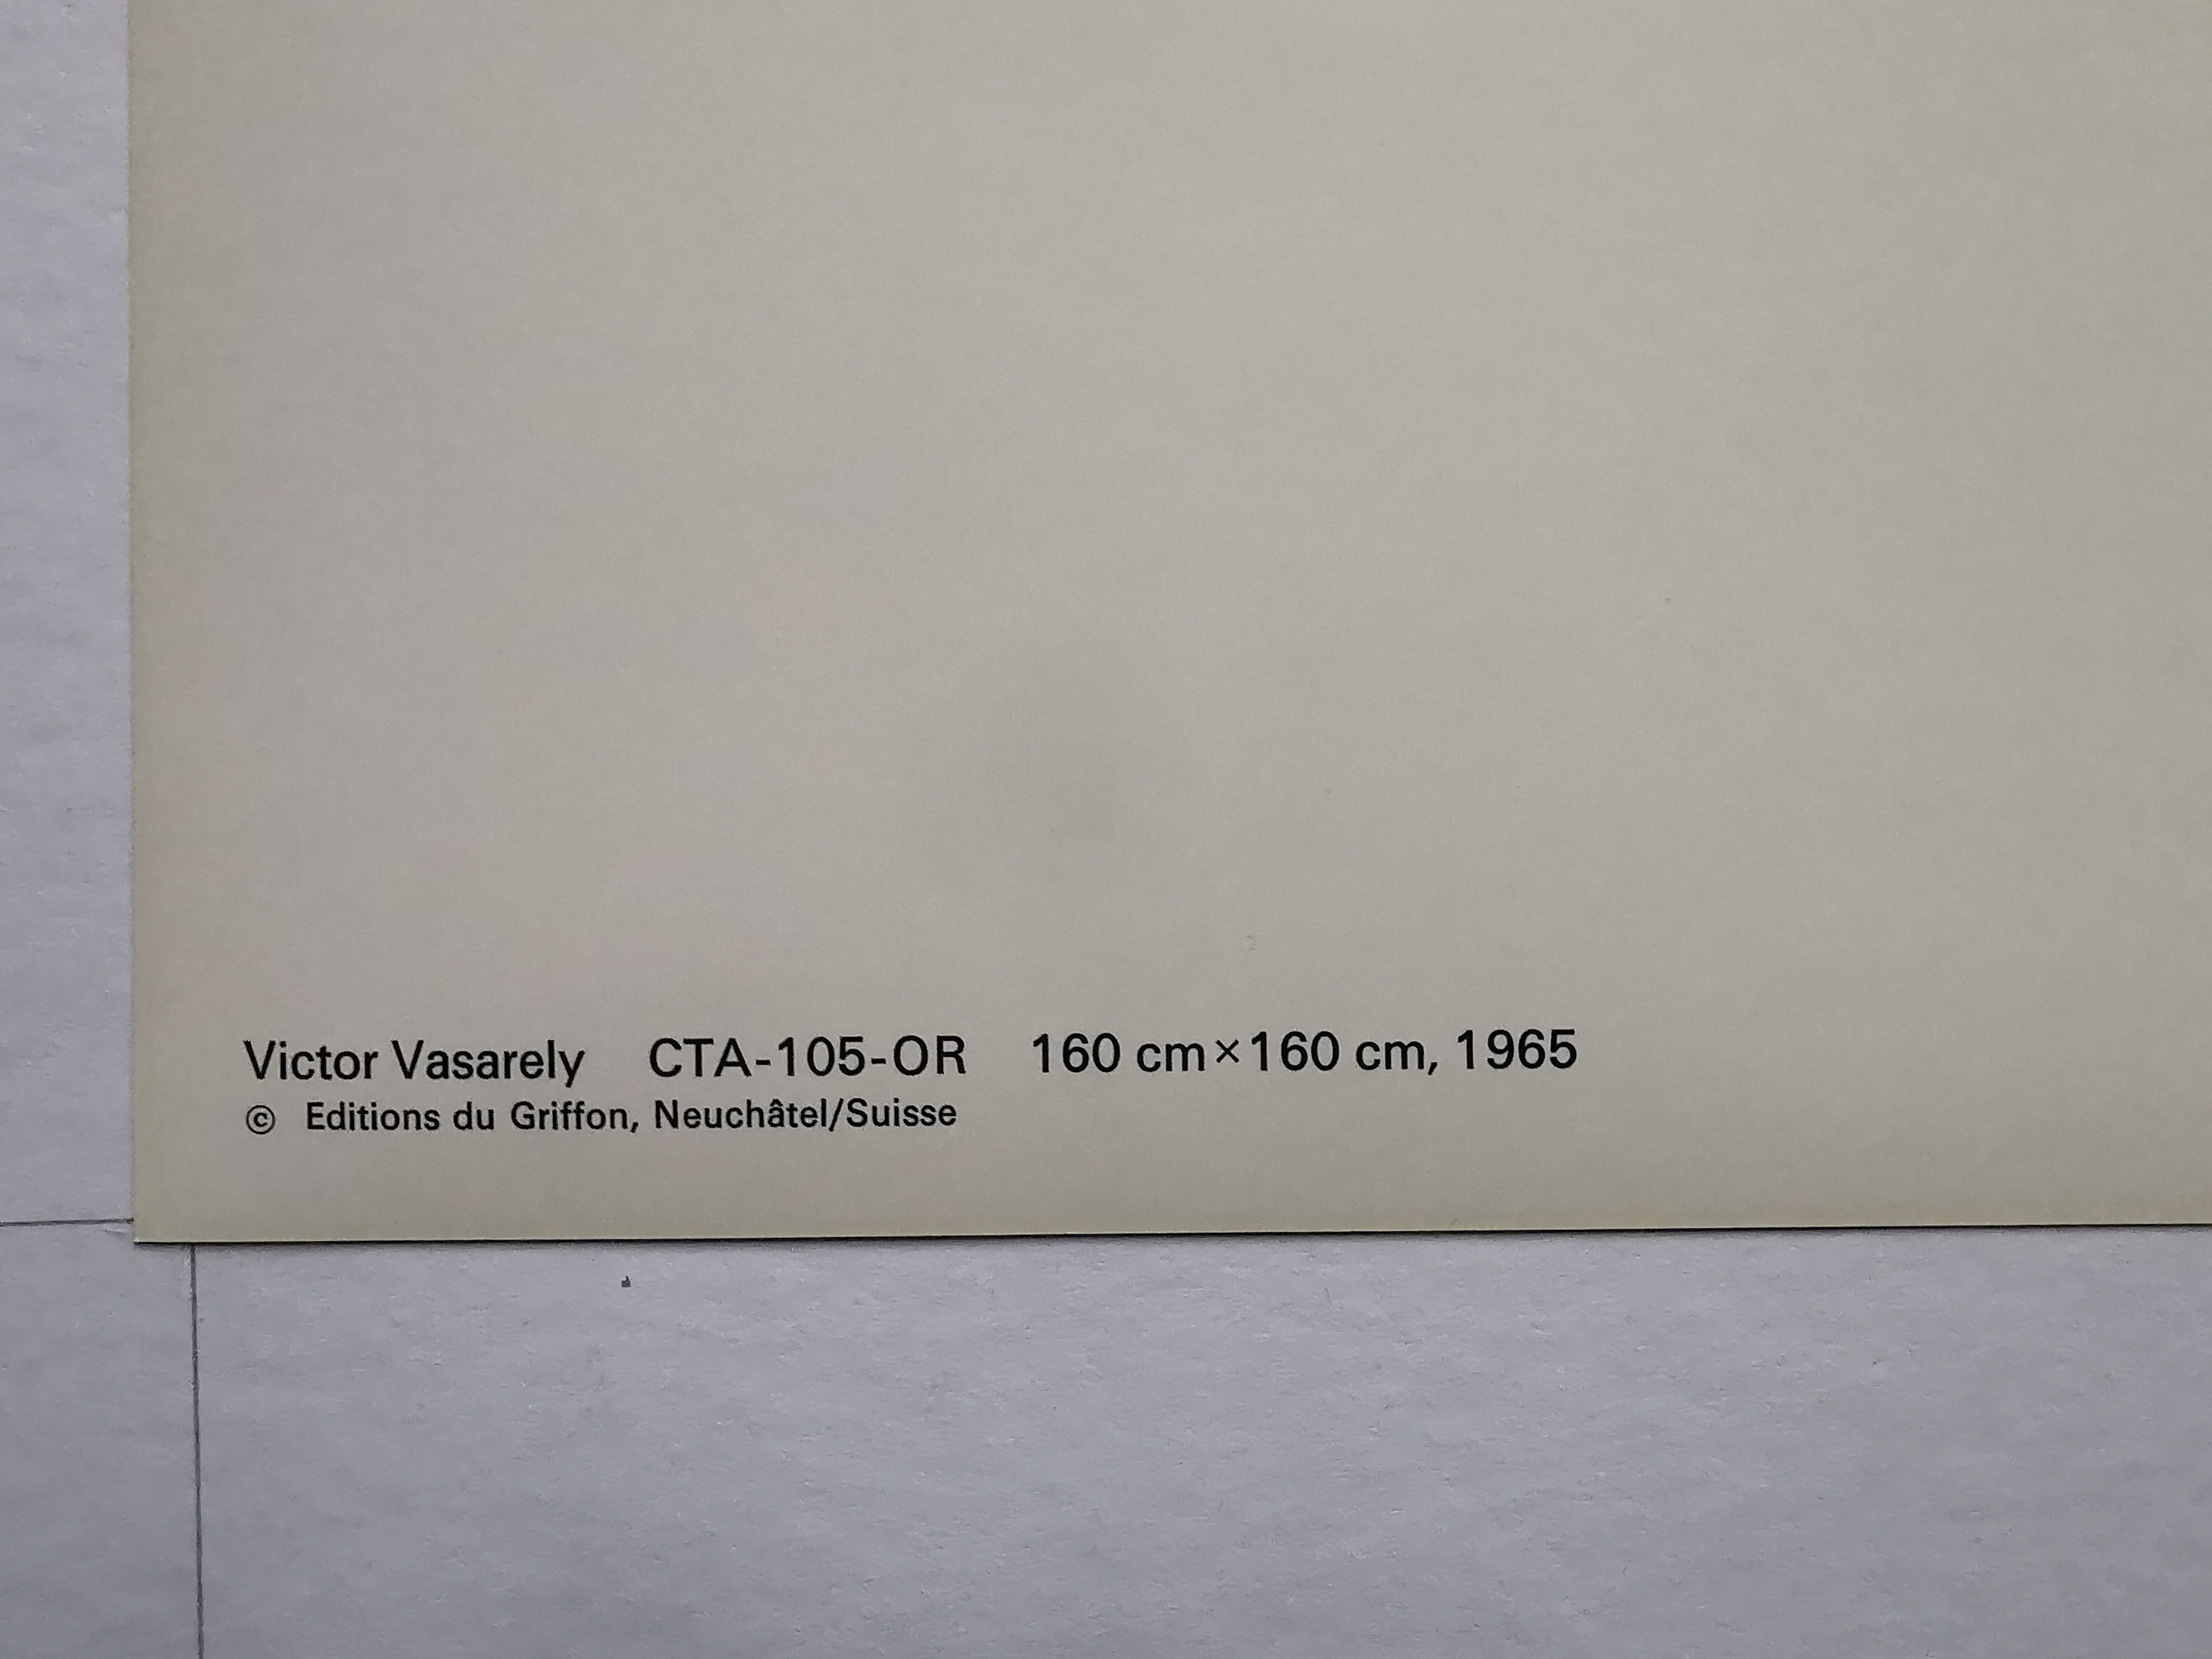 Victor Vasarely CTA-105-OR 160 cm×160 cm, 1965
© Editions du Griffon, Neuchâtel/Suisse